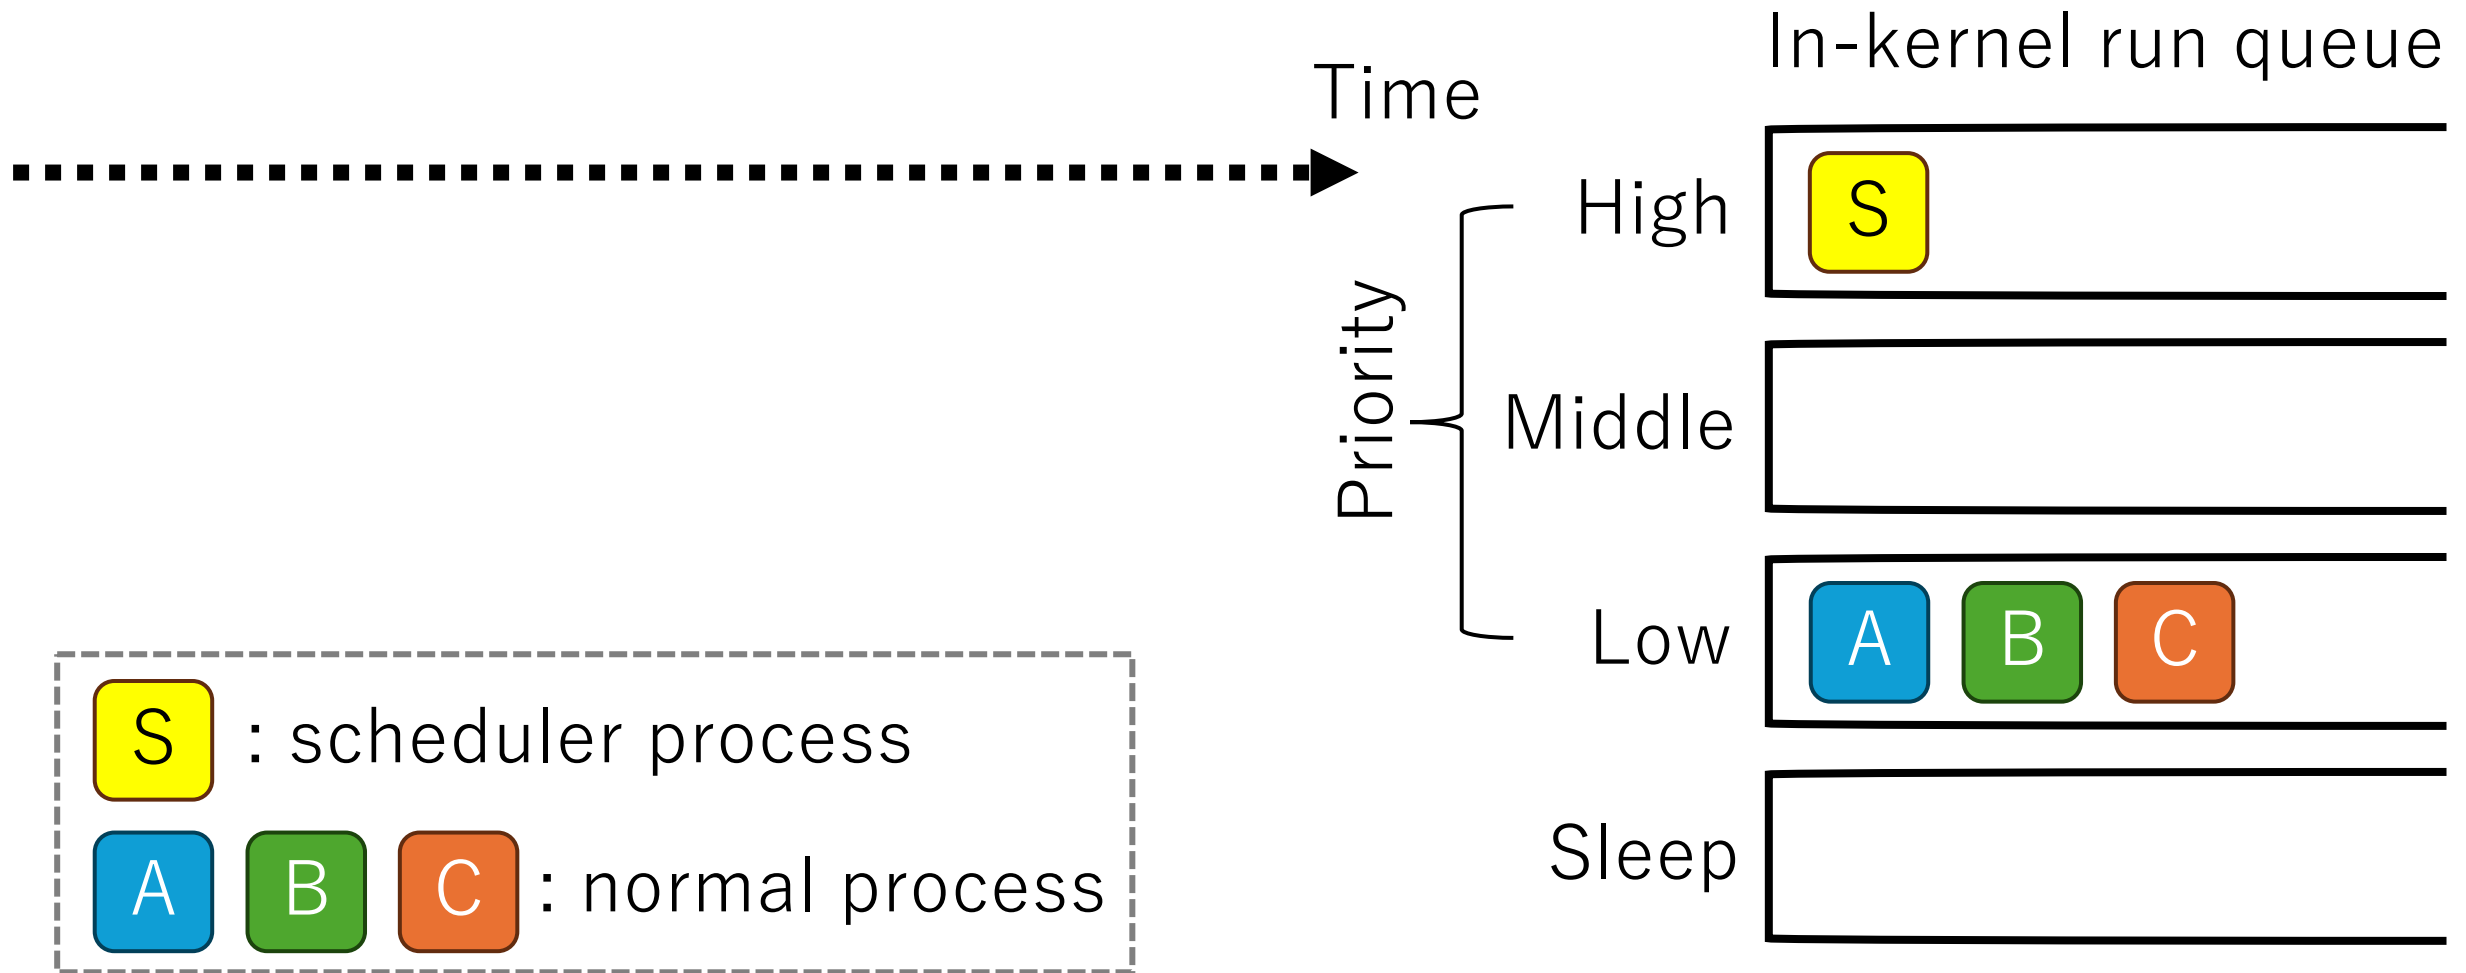 In-kernel run queue
Time
Priority
High
S
Middle
Low
A B C
Sleep
S : scheduler process
A B C : normal process